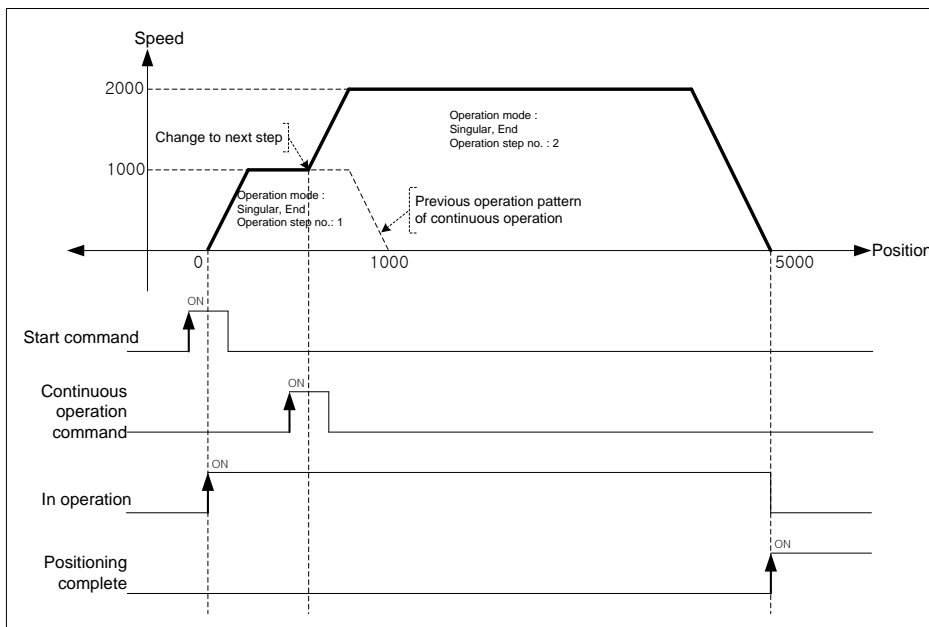 Speed
2000
Operation mode :
Singular, End
Operation step no. : 2
Change to next step
1000
Operation mode :
Singular, End
Operation step no.: 1
Previous operation pattern
of continuous operation
Position
0
1000
5000
ON
Start command
ON
Continuous
operation
command
ON
In operation
ON
Positioning
complete